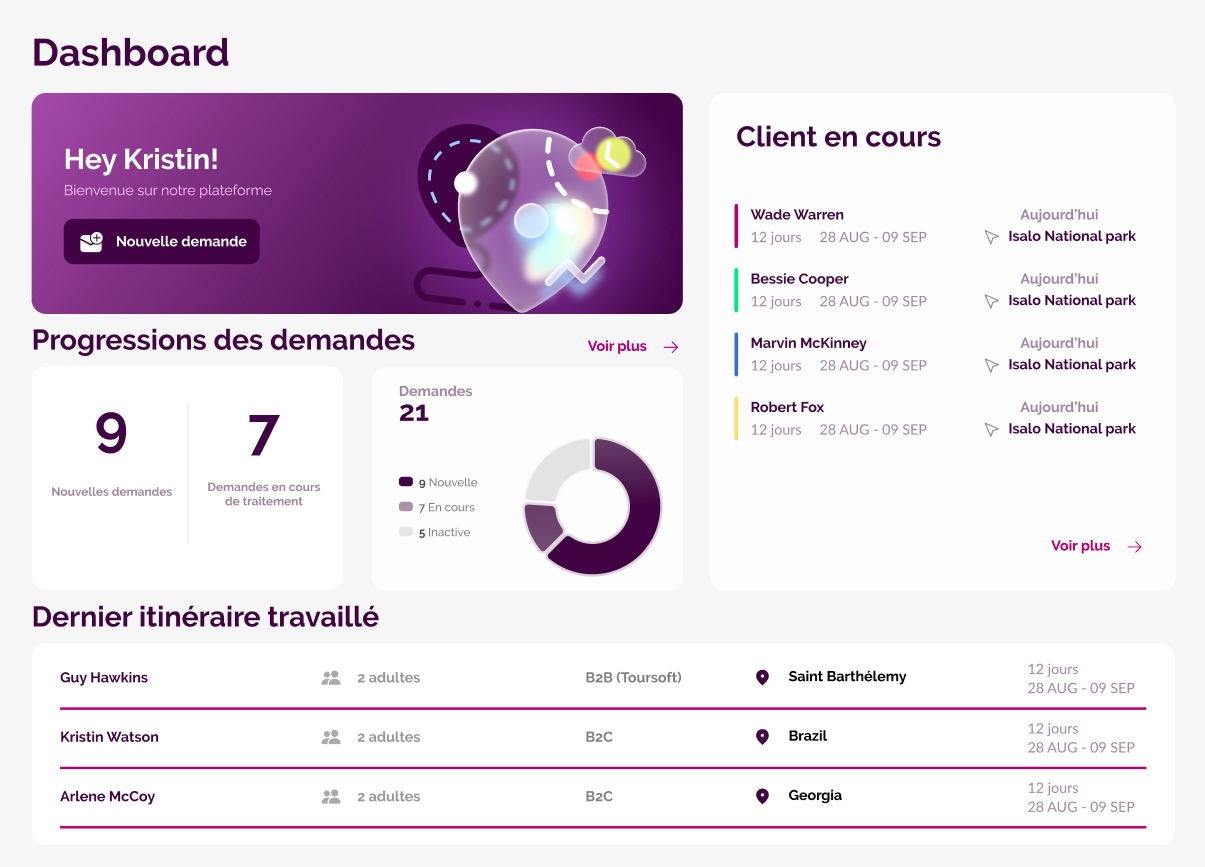 Dashboard
Hey Kristin!
Bienvenue sur notre plateforme
Nouvelle demande
Client en cours
Wade Warren
Aujourd'hui
12 jours 28 AUG - 09 SEP
Isalo National park
Bessie Cooper
Aujourd'hui
12 jours 28 AUG - 09 SEP
Isalo National park
Marvin McKinney
Aujourd'hui
12 jours 28 AUG - 09 SEP
Isalo National park
Robert Fox
Aujourd'hui
12 jours 28 AUG - 09 SEP
Isalo National park
Voir plus
Progressions des demandes
Voir plus
9
Nouvelles demandes
7
Demandes en cours
de traitement
Demandes
21
9 Nouvelle
7 En cours
5 Inactive
Dernier itinéraire travaillé
Guy Hawkins
2 adultes
B2B (Toursoft)
Saint Barthélemy
12 jours
28 AUG - 09 SEP
Kristin Watson
2 adultes
B2C
Brazil
12 jours
28 AUG - 09 SEP
Arlene McCoy
2 adultes
B2C
Georgia
12 jours
28 AUG - 09 SEP